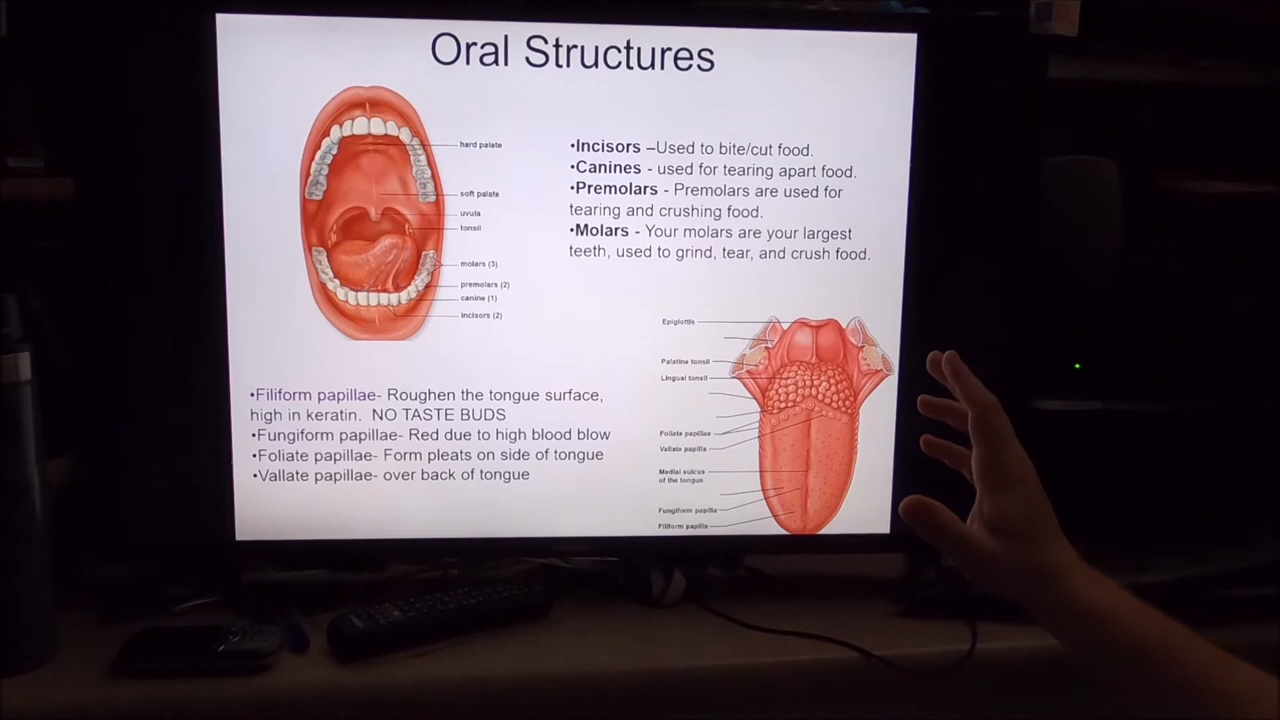 Oral Structures
hard palate
soft palate
uvula
tonsil
molars (3)
premolars (2)
canine (1)
incisors (2)
•Incisors –Used to bite/cut food.
•Canines - used for tearing apart food.
•Premolars - Premolars are used for
tearing and crushing food.
•Molars - Your molars are your largest
teeth, used to grind, tear, and crush food.
•Filiform papillae- Roughen the tongue surface,
high in keratin. NO TASTE BUDS
•Fungiform papillae- Red due to high blood blow
•Foliate papillae- Form pleats on side of tongue
•Vallate papillae- over back of tongue
Epiglottis
Palatine tonsil
Lingual tonsil
Foliate papillae
Vallate papilla
Medial sulcus
of the tongue
Fungiform papilla
Filiform papilla